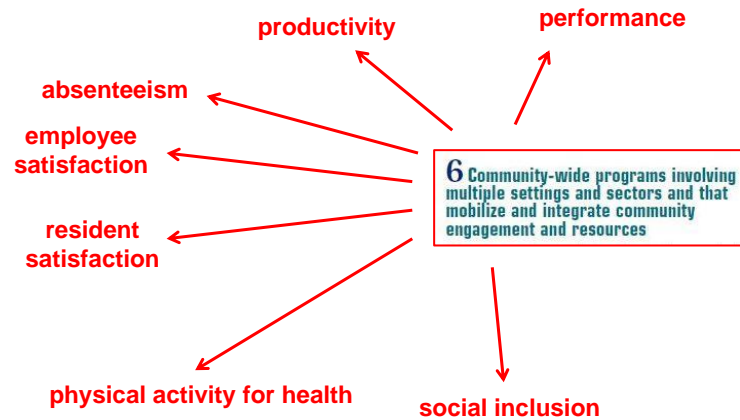 productivity
performance
absenteeism
employee
satisfaction
6 Community-wide programs involving
multiple settings and sectors and that
mobilize and integrate community
engagement and resources
resident
satisfaction
physical activity for health
social inclusion